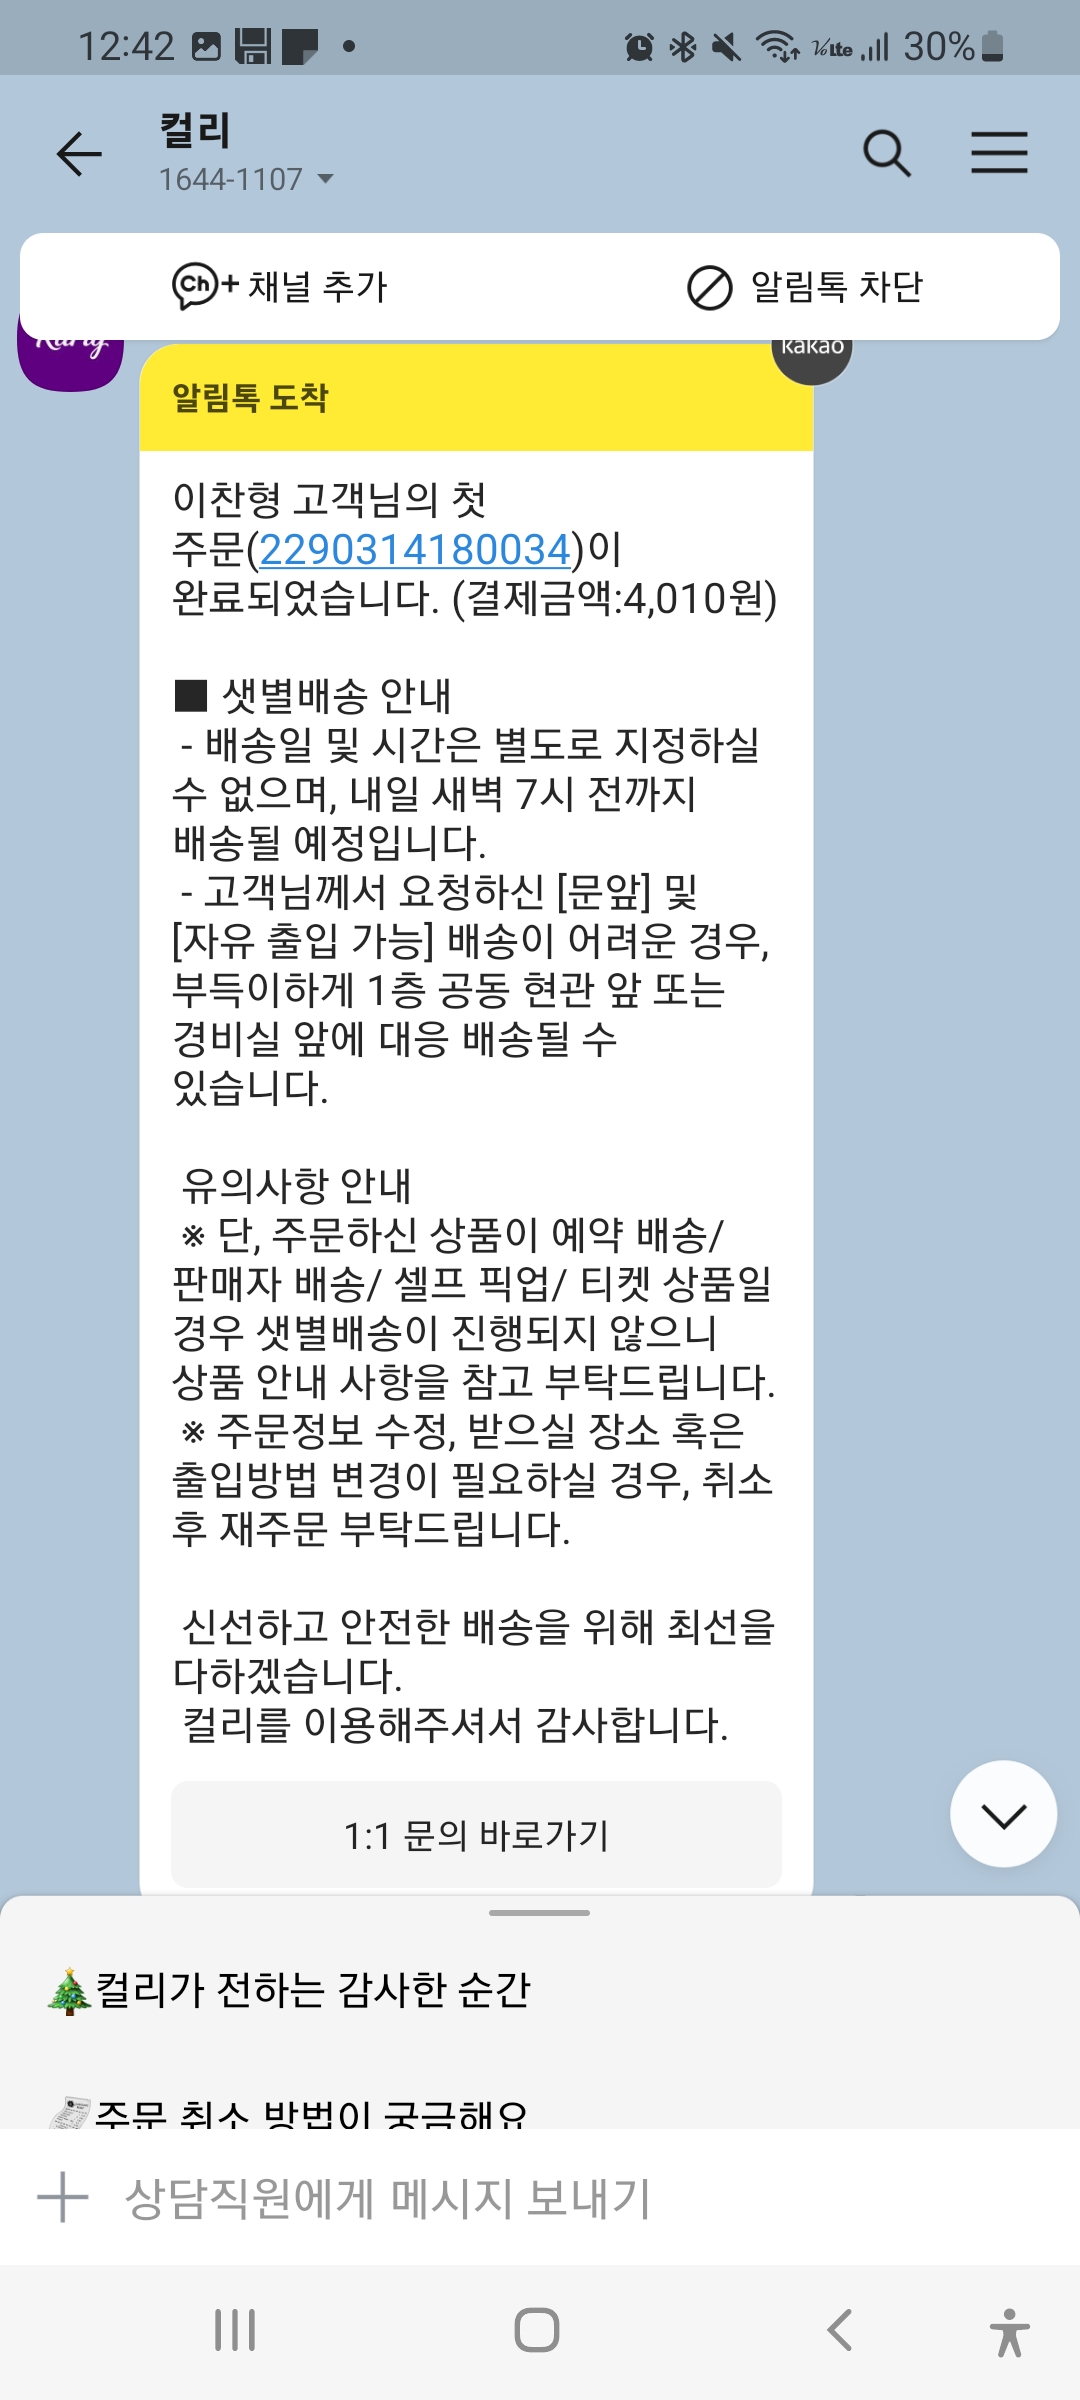 12:42
VoLte 30%
컬리
1644-1107
Ch+ 채널 추가
알림톡 차단
Kurly
kakao
알림톡 도착
이찬형 고객님의 첫
주문(2290314180034)이
완료되었습니다. (결제금액:4,010원)
■ 샛별배송 안내
- 배송일 및 시간은 별도로 지정하실
수 없으며, 내일 새벽 7시 전까지
배송될 예정입니다.
- 고객님께서 요청하신 [문앞] 및
[자유 출입 가능] 배송이 어려운 경우,
부득이하게 1층 공동 현관 앞 또는
경비실 앞에 대응 배송될 수
있습니다.
유의사항 안내
※ 단, 주문하신 상품이 예약 배송/
판매자 배송/ 셀프 픽업/ 티켓 상품일
경우 샛별배송이 진행되지 않으니
상품 안내 사항을 참고 부탁드립니다.
※ 주문정보 수정, 받으실 장소 혹은
출입방법 변경이 필요하실 경우, 취소
후 재주문 부탁드립니다.
신선하고 안전한 배송을 위해 최선을
다하겠습니다.
컬리를 이용해주셔서 감사합니다.
1:1 문의 바로가기
🎄컬리가 전하는 감사한 순간
주문 취소 방법이 궁금해요
상담직원에게 메시지 보내기